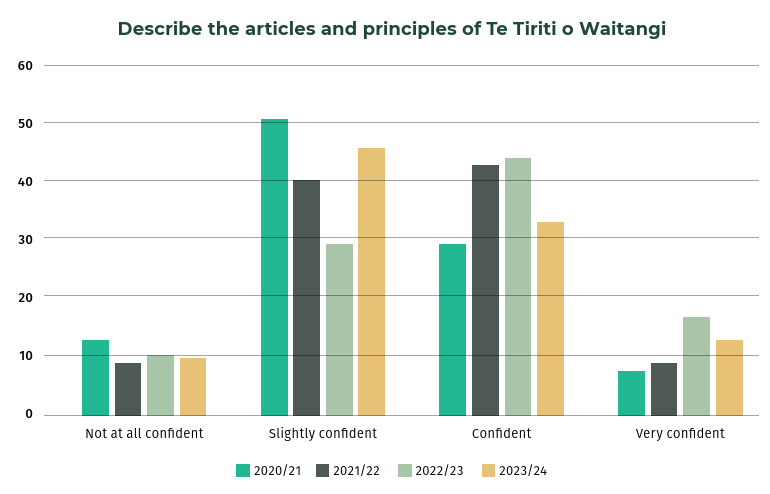 Describe the articles and principles of Te Tiriti o Waitangi
60
50
40
30
20
10
0
Not at all confident
Slightly confident
Confident
Very confident
2020/21
2021/22
2022/23
2023/24